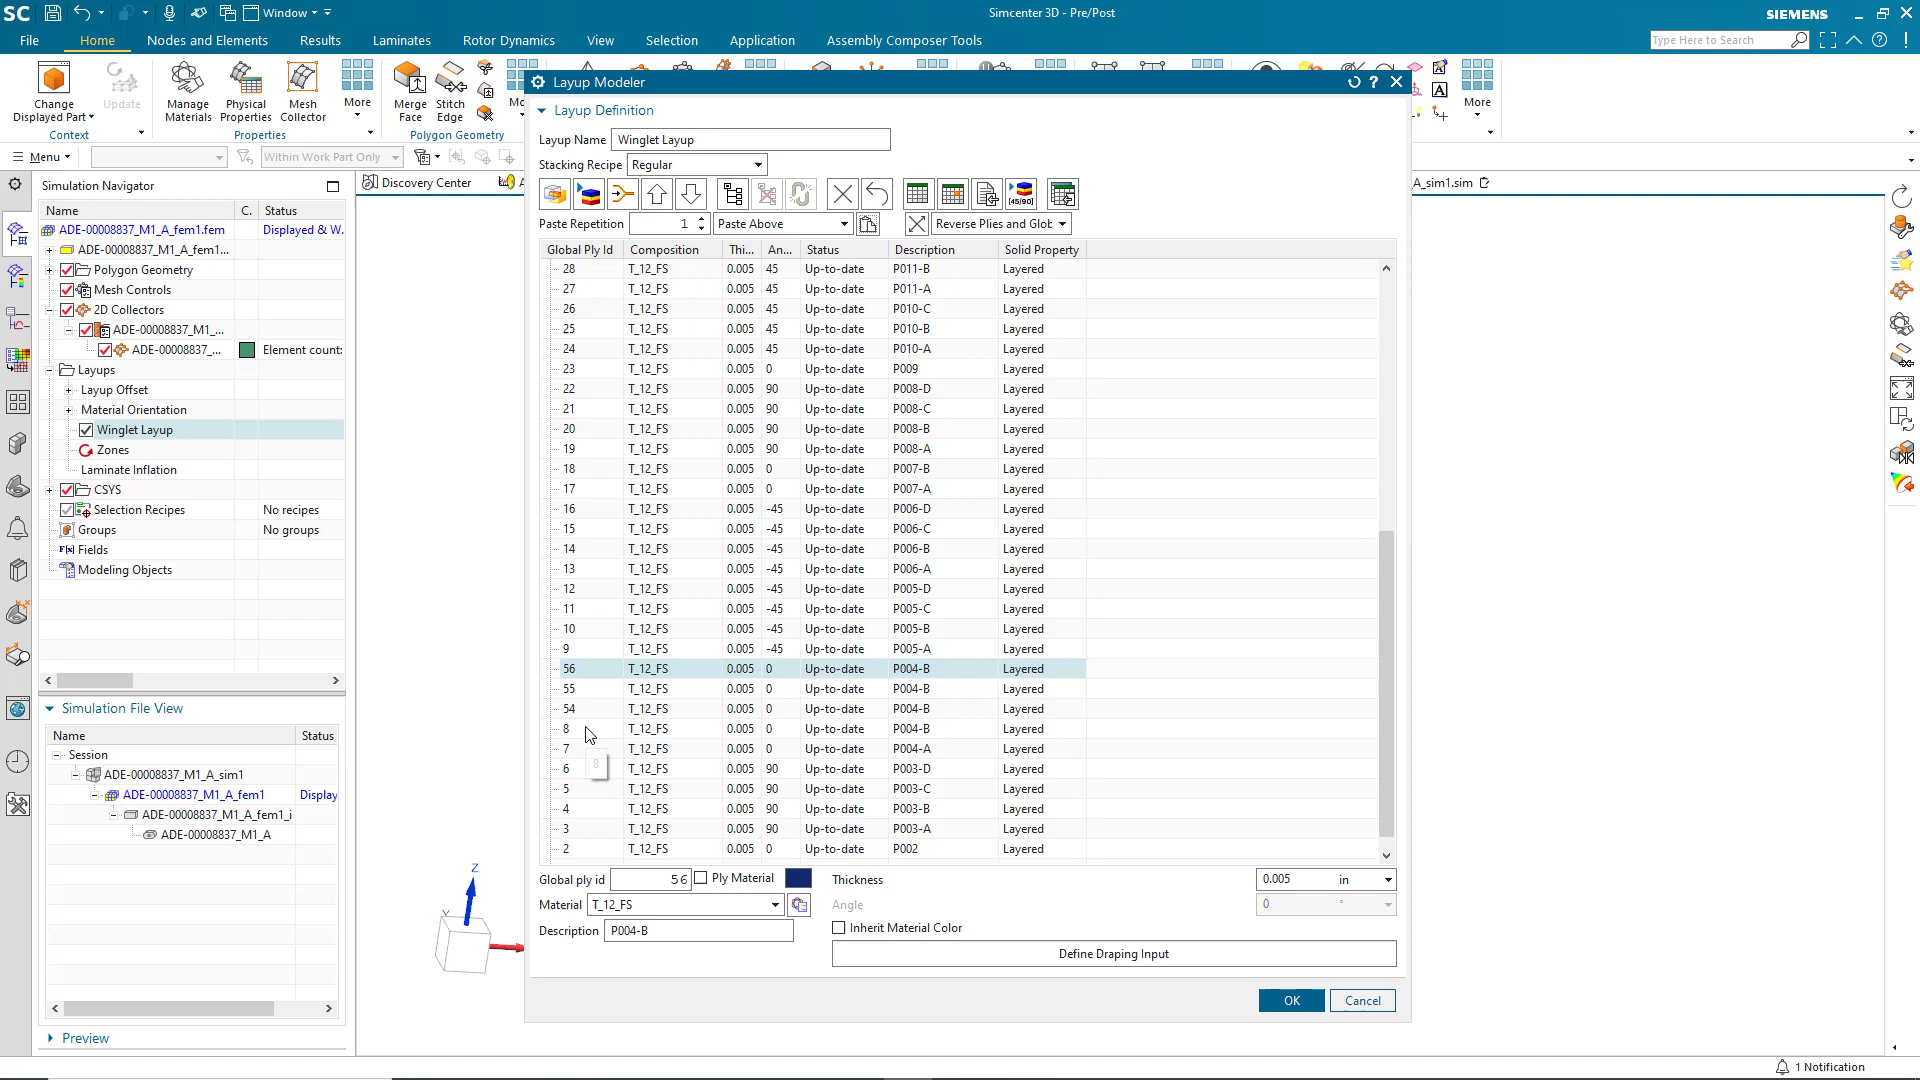 SC
Window
Simcenter 3D - Pre/Post
SIEMENS
File
Home
Nodes and Elements
Results
Laminates
Rotor Dynamics
View
Selection
Application
Assembly Composer Tools
Type Here to Search
Change
Displayed Part
Update
Manage
Materials
Physical
Properties
Mesh
Collector
More
Merge
Face
Stitch
Edge
More
Context
Properties
Polygon Geometry
Menu
Within Work Part Only
Simulation Navigator
Discovery Center
A_sim1.sim
Name C. Status
ADE-00008837_M1_A_fem1.fem Displayed & W.
ADE-00008837_M1_A_fem1...
Polygon Geometry
Mesh Controls
2D Collectors
ADE-00008837_M1_...
ADE-00008837_... Element count:
Layups
Layup Offset
Material Orientation
Winglet Layup
Zones
Laminate Inflation
CSYS
Selection Recipes No recipes
Groups No groups
Fields
Modeling Objects
Simulation File View
Name Status
Session
ADE-00008837_M1_A_sim1
ADE-00008837_M1_A_fem1 Display
ADE-00008837_M1_A_fem1_i
ADE-00008837_M1_A
Preview
Layup Modeler
Layup Definition
Layup Name Winglet Layup
Stacking Recipe Regular
[45/90]
Paste Repetition 1 Paste Above Reverse Plies and Glob
Global Ply Id Composition Thi... An... Status Description Solid Property
28 T_12_FS 0.005 45 Up-to-date P011-B Layered
27 T_12_FS 0.005 45 Up-to-date P011-A Layered
26 T_12_FS 0.005 45 Up-to-date P010-C Layered
25 T_12_FS 0.005 45 Up-to-date P010-B Layered
24 T_12_FS 0.005 45 Up-to-date P010-A Layered
23 T_12_FS 0.005 0 Up-to-date P009 Layered
22 T_12_FS 0.005 90 Up-to-date P008-D Layered
21 T_12_FS 0.005 90 Up-to-date P008-C Layered
20 T_12_FS 0.005 90 Up-to-date P008-B Layered
19 T_12_FS 0.005 90 Up-to-date P008-A Layered
18 T_12_FS 0.005 0 Up-to-date P007-B Layered
17 T_12_FS 0.005 0 Up-to-date P007-A Layered
16 T_12_FS 0.005 -45 Up-to-date P006-D Layered
15 T_12_FS 0.005 -45 Up-to-date P006-C Layered
14 T_12_FS 0.005 -45 Up-to-date P006-B Layered
13 T_12_FS 0.005 -45 Up-to-date P006-A Layered
12 T_12_FS 0.005 -45 Up-to-date P005-D Layered
11 T_12_FS 0.005 -45 Up-to-date P005-C Layered
10 T_12_FS 0.005 -45 Up-to-date P005-B Layered
9 T_12_FS 0.005 -45 Up-to-date P005-A Layered
56 T_12_FS 0.005 0 Up-to-date P004-B Layered
55 T_12_FS 0.005 0 Up-to-date P004-B Layered
54 T_12_FS 0.005 0 Up-to-date P004-B Layered
8 T_12_FS 0.005 0 Up-to-date P004-B Layered
7 T_12_FS 0.005 0 Up-to-date P004-A Layered
8
6 T_12_FS 0.005 90 Up-to-date P003-D Layered
5 T_12_FS 0.005 90 Up-to-date P003-C Layered
4 T_12_FS 0.005 90 Up-to-date P003-B Layered
3 T_12_FS 0.005 90 Up-to-date P003-A Layered
2 T_12_FS 0.005 0 Up-to-date P002 Layered
Global ply id 56 Ply Material Thickness 0.005 in
Material T_12_FS Angle 0 °
Description P004-B Inherit Material Color
Define Draping Input
OK Cancel
Z
Y
More
1 Notification